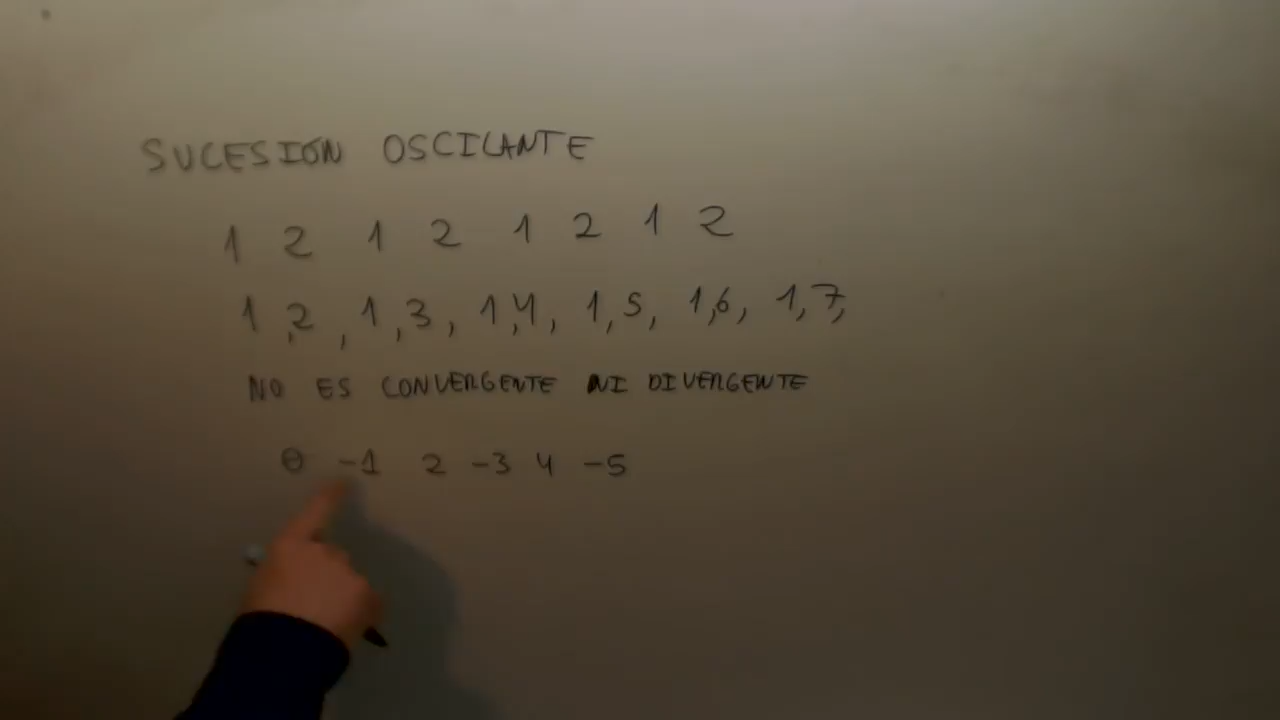 SUCESION OSCILANTE
1 2 1 2 1 2 1 2
1,2, 1,3, 1,4, 1,5, 1,6, 1,7,
NO ES CONVERGENTE NI DIVERGENTE
0 -1 2 -3 4 -5